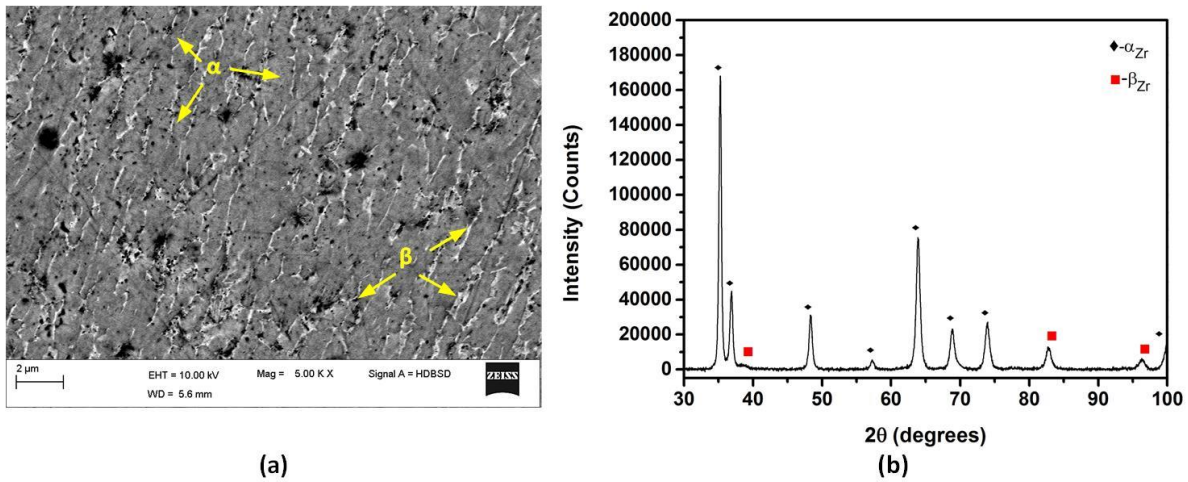 α
β
2 μm
EHT = 10.00 kV
Mag = 5.00 K X
Signal A = HDBSD
WD = 5.6 mm
ZEISS
(a)
200000
180000
160000
140000
120000
100000
80000
60000
40000
20000
0
Intensity (Counts)
-αZr
-βZr
30 40 50 60 70 80 90 100
2θ (degrees)
(b)